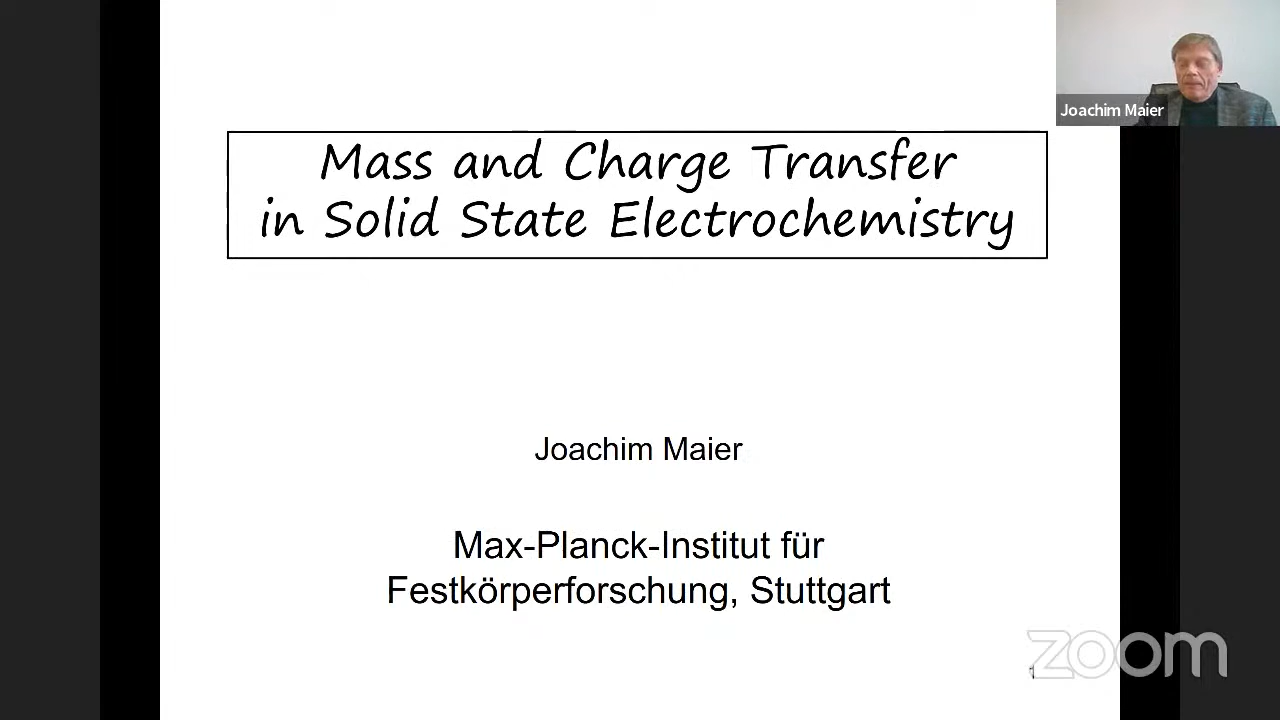 Joachim Maier
Mass and Charge Transfer
in Solid State Electrochemistry
Joachim Maier
Max-Planck-Institut für
Festkörperforschung, Stuttgart
zoom
1